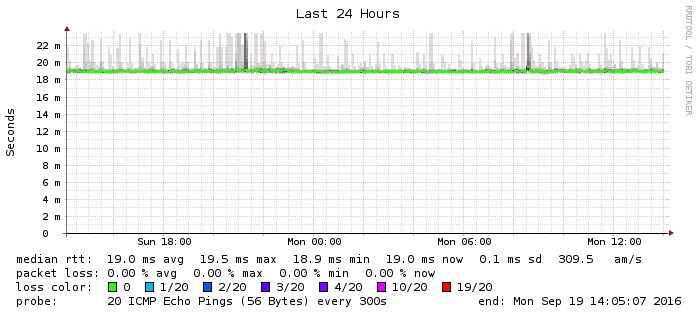 Last 24 Hours
RRDTOOL / TOBI OETIKER
Seconds
22 m
20 m
18 m
16 m
14 m
12 m
10 m
8 m
6 m
4 m
2 m
0
Sun 18:00 Mon 00:00 Mon 06:00 Mon 12:00
median rtt: 19.0 ms avg 19.5 ms max 18.9 ms min 19.0 ms now 0.1 ms sd 309.5 am/s
packet loss: 0.00 % avg 0.00 % max 0.00 % min 0.00 % now
loss color: 0 1/20 2/20 3/20 4/20 10/20 19/20
probe: 20 ICMP Echo Pings (56 Bytes) every 300s end: Mon Sep 19 14:05:07 2016